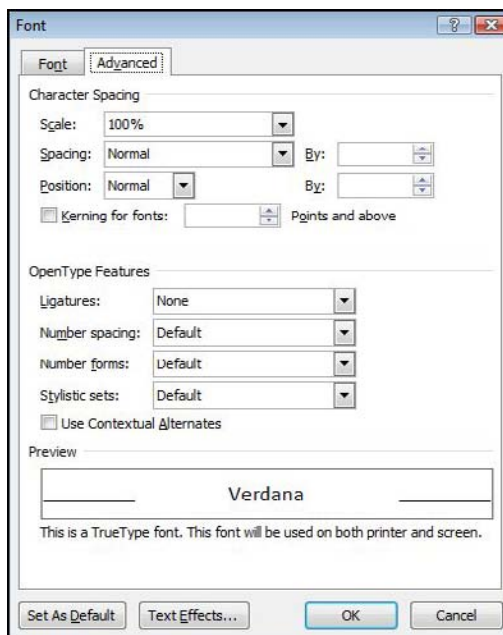 Font
Font Advanced
Character Spacing
Scale: 100%
Spacing: Normal By:
Position: Normal By:
Kerning for fonts: Points and above
OpenType Features
Ligatures: None
Number spacing: Default
Number forms: Default
Stylistic sets: Default
Use Contextual Alternates
Preview
Verdana
This is a TrueType font. This font will be used on both printer and screen.
Set As Default Text Effects... OK Cancel